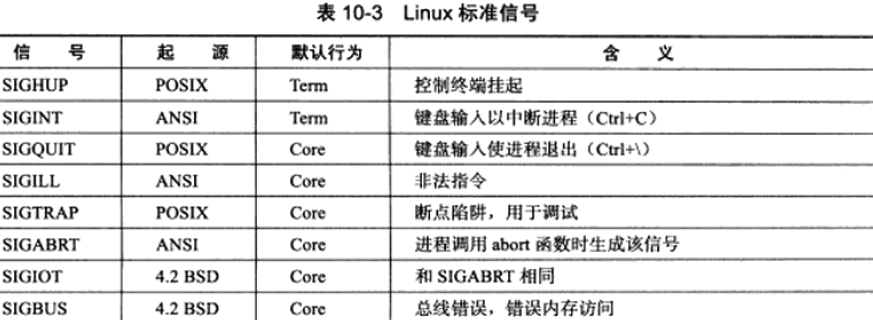 表 10-3 Linux 标准信号
信 号 起 源 默认行为 含 义
SIGHUP POSIX Term 控制终端挂起
SIGINT ANSI Term 键盘输入以中断进程（Ctrl+C）
SIGQUIT POSIX Core 键盘输入使进程退出（Ctrl+\）
SIGILL ANSI Core 非法指令
SIGTRAP POSIX Core 断点陷阱，用于调试
SIGABRT ANSI Core 进程调用 abort 函数时生成该信号
SIGIOT 4.2 BSD Core 和 SIGABRT 相同
SIGBUS 4.2 BSD Core 总线错误，错误内存访问